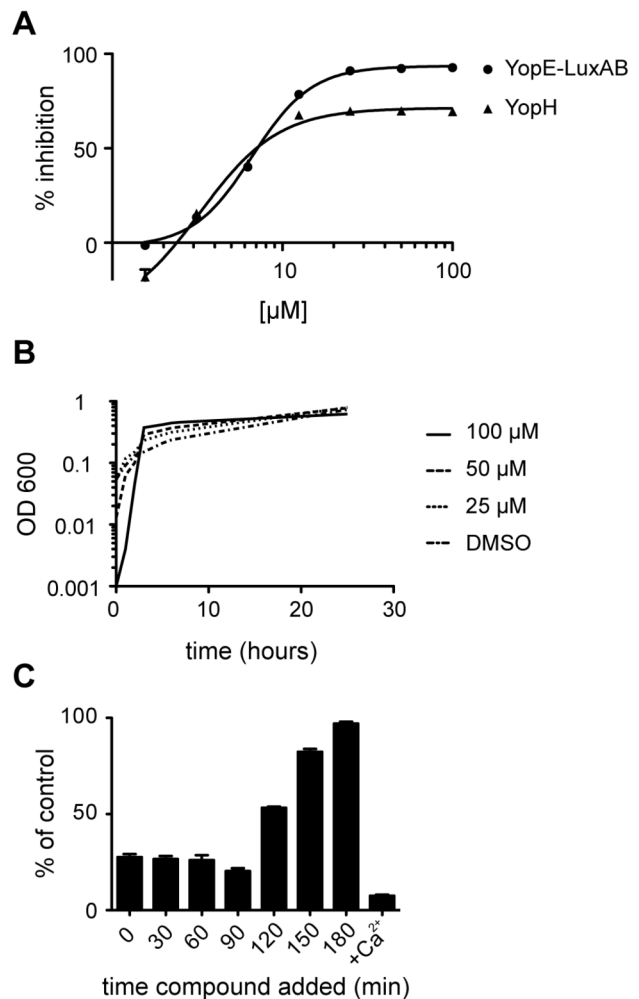 A
100
50
0
% inhibition
10
100
[µM]
YopE-LuxAB
YopH
B
1
0.1
0.01
0.001
OD 600
0
10
20
30
time (hours)
100 µM
50 µM
25 µM
DMSO
C
100
50
0
% of control
0
30
60
90
120
150
180
+Ca²⁺
time compound added (min)